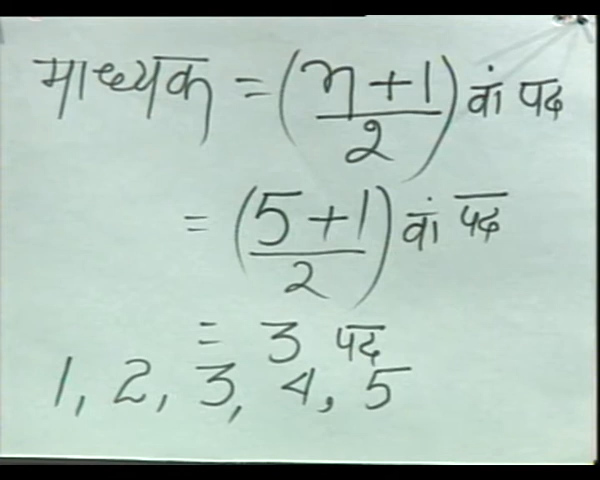 माध्यक = (n+1/2) वां पद
= (5+1/2) वां पद
= 3 पद
1, 2, 3, 4, 5